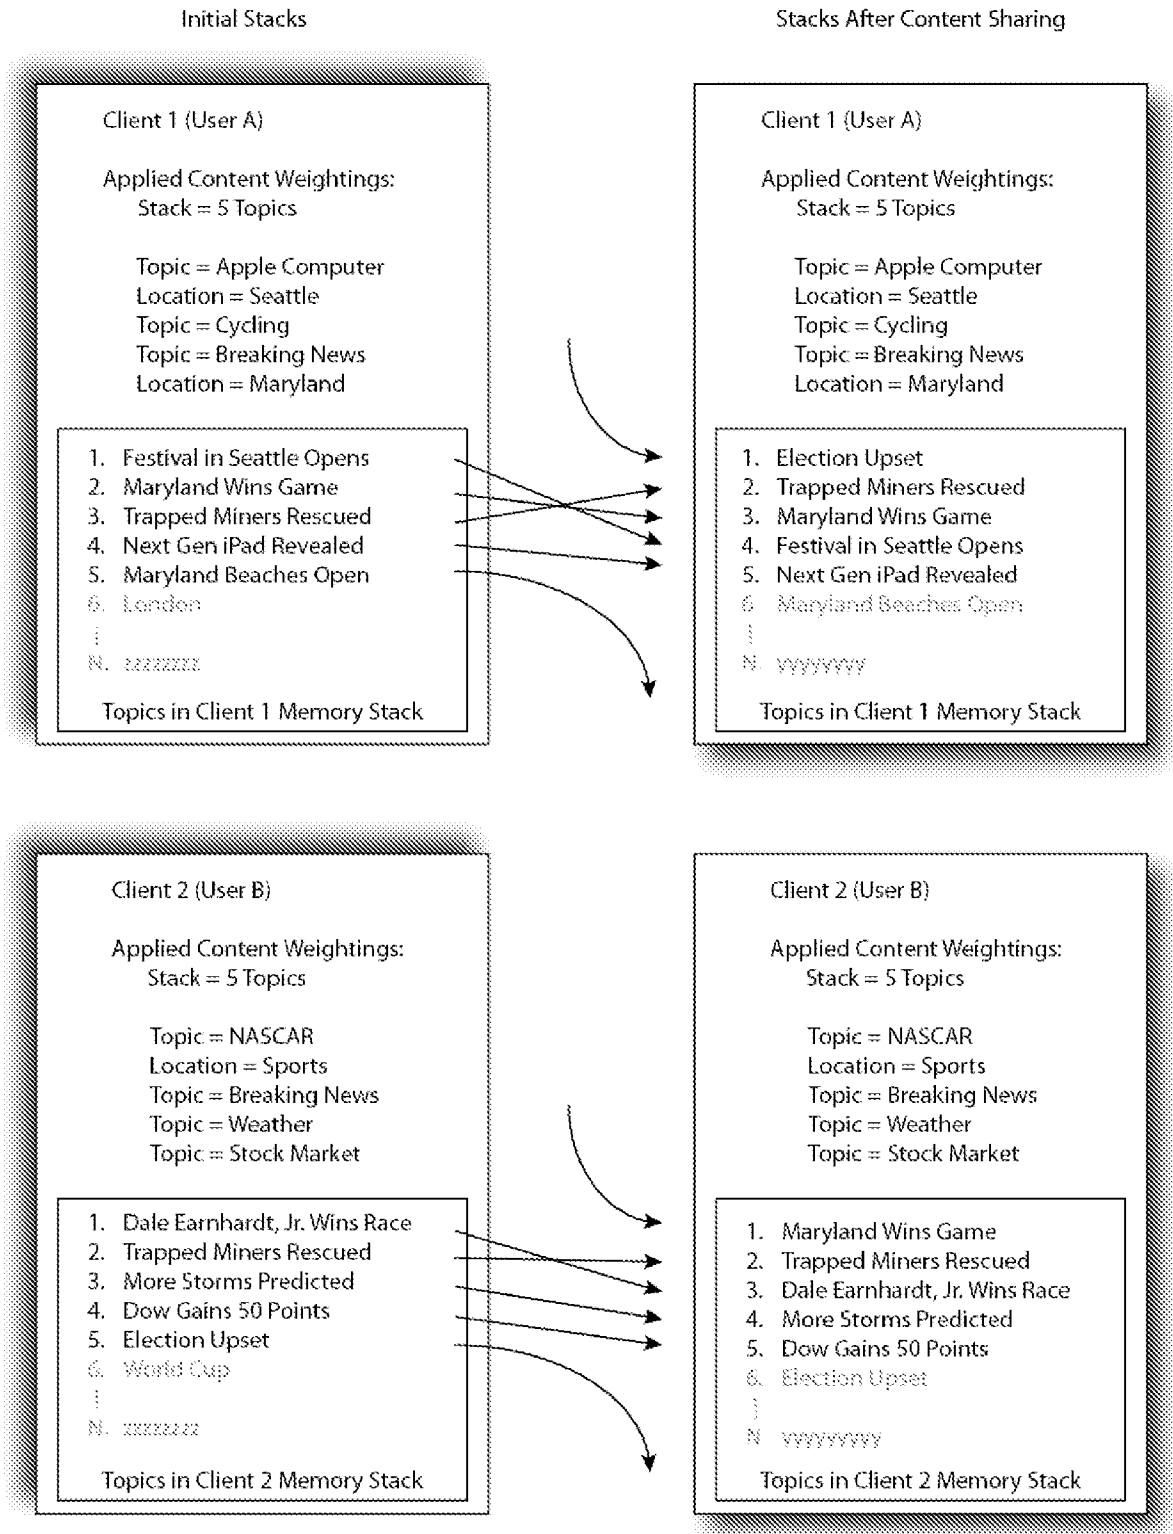 Initial Stacks
Stacks After Content Sharing
Client 1 (User A)
Applied Content Weightings:
Stack = 5 Topics
Topic = Apple Computer
Location = Seattle
Topic = Cycling
Topic = Breaking News
Location = Maryland
1. Festival in Seattle Opens
2. Maryland Wins Game
3. Trapped Miners Rescued
4. Next Gen iPad Revealed
5. Maryland Beaches Open
6. London
N. zzzzzzzz
Topics in Client 1 Memory Stack
Client 1 (User A)
Applied Content Weightings:
Stack = 5 Topics
Topic = Apple Computer
Location = Seattle
Topic = Cycling
Topic = Breaking News
Location = Maryland
1. Election Upset
2. Trapped Miners Rescued
3. Maryland Wins Game
4. Festival in Seattle Opens
5. Next Gen iPad Revealed
6. Maryland Beaches Open
N. yyyyyyyy
Topics in Client 1 Memory Stack
Client 2 (User B)
Applied Content Weightings:
Stack = 5 Topics
Topic = NASCAR
Location = Sports
Topic = Breaking News
Topic = Weather
Topic = Stock Market
1. Dale Earnhardt, Jr. Wins Race
2. Trapped Miners Rescued
3. More Storms Predicted
4. Dow Gains 50 Points
5. Election Upset
6. World Cup
N. zzzzzzzz
Topics in Client 2 Memory Stack
Client 2 (User B)
Applied Content Weightings:
Stack = 5 Topics
Topic = NASCAR
Location = Sports
Topic = Breaking News
Topic = Weather
Topic = Stock Market
1. Maryland Wins Game
2. Trapped Miners Rescued
3. Dale Earnhardt, Jr. Wins Race
4. More Storms Predicted
5. Dow Gains 50 Points
6. Election Upset
N yyyyyyyyy
Topics in Client 2 Memory Stack